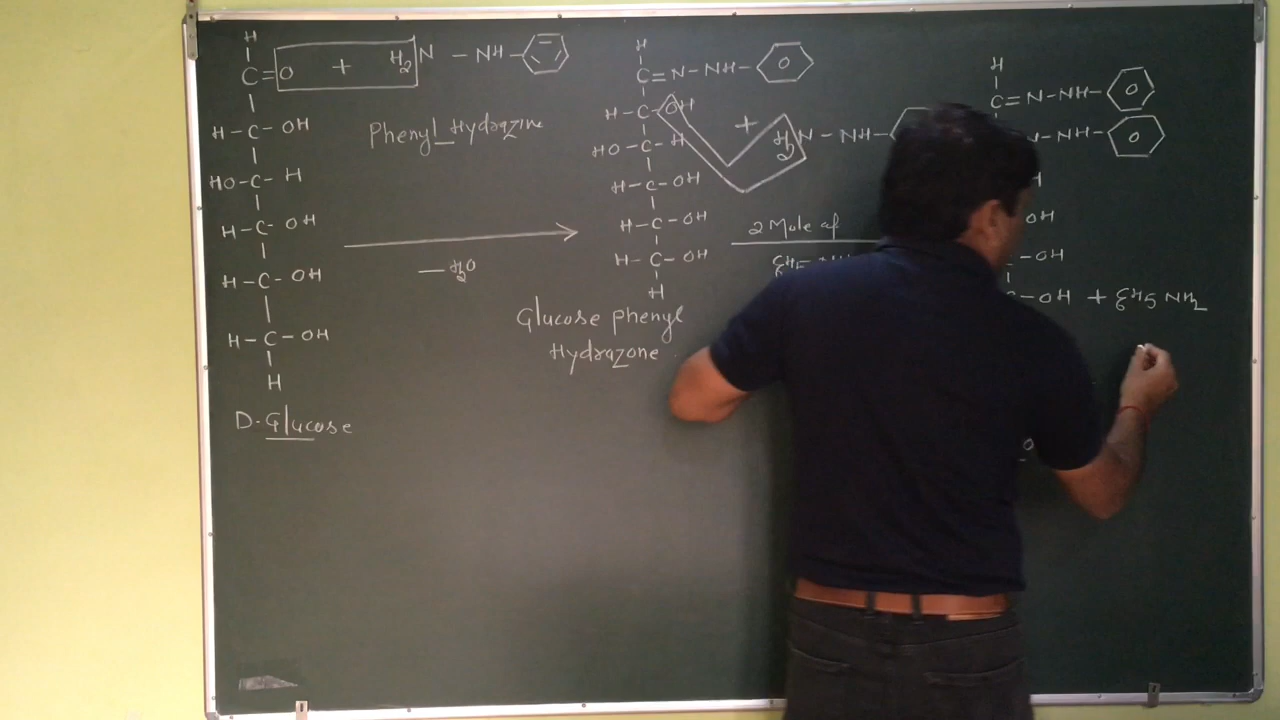 H
C=O + H2N - NH -
H-C-OH
HO-C-H
H-C-OH
H-C-OH
H-C-OH
H
D-Glucose
Phenyl Hydrazine
- H2O
H
C=N-NH-
H-C-OH + H2N - NH -
HO-C-H
H-C-OH
H-C-OH
H-C-OH
H
Glucose phenyl
Hydrazone
2 Mole of
H
C=N-NH-
N-NH-
H
OH
-OH
C-OH + C6H5 NH2